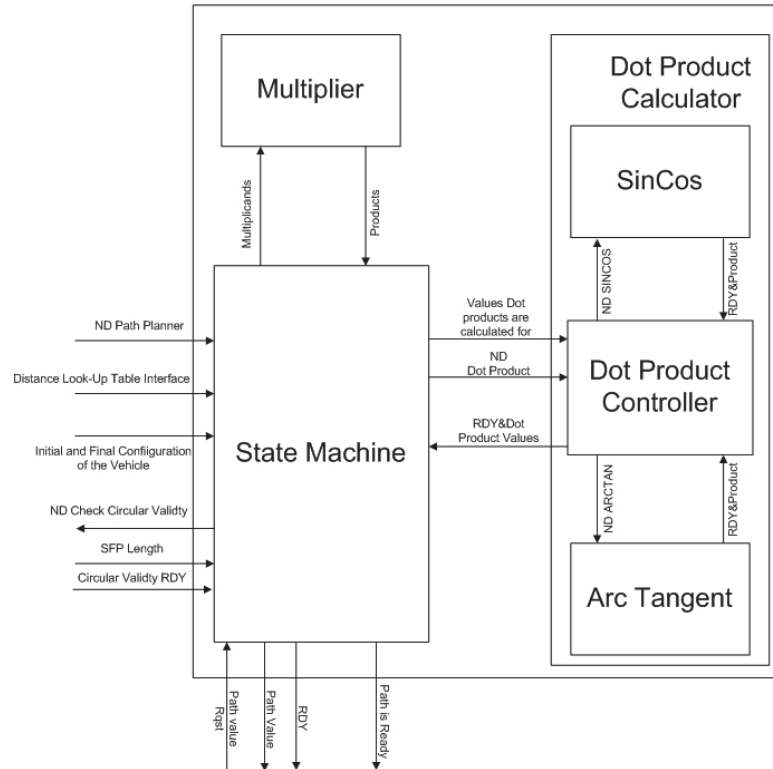 Multiplier
Dot Product
Calculator
SinCos
Multiplicands
Products
ND SINCOS
RDY&Product
ND Path Planner
Distance Look-Up Table Interface
Initial and Final Confiiguration
of the Vehicle
ND Check Circular Validty
SFP Length
Circular Validty RDY
State Machine
Values Dot
products are
calculated for
ND
Dot Product
RDY&Dot
Product Values
Dot Product
Controller
ND ARCTAN
RDY&Product
Arc Tangent
Path value
Rqst
Path Value
RDY
Path is Ready